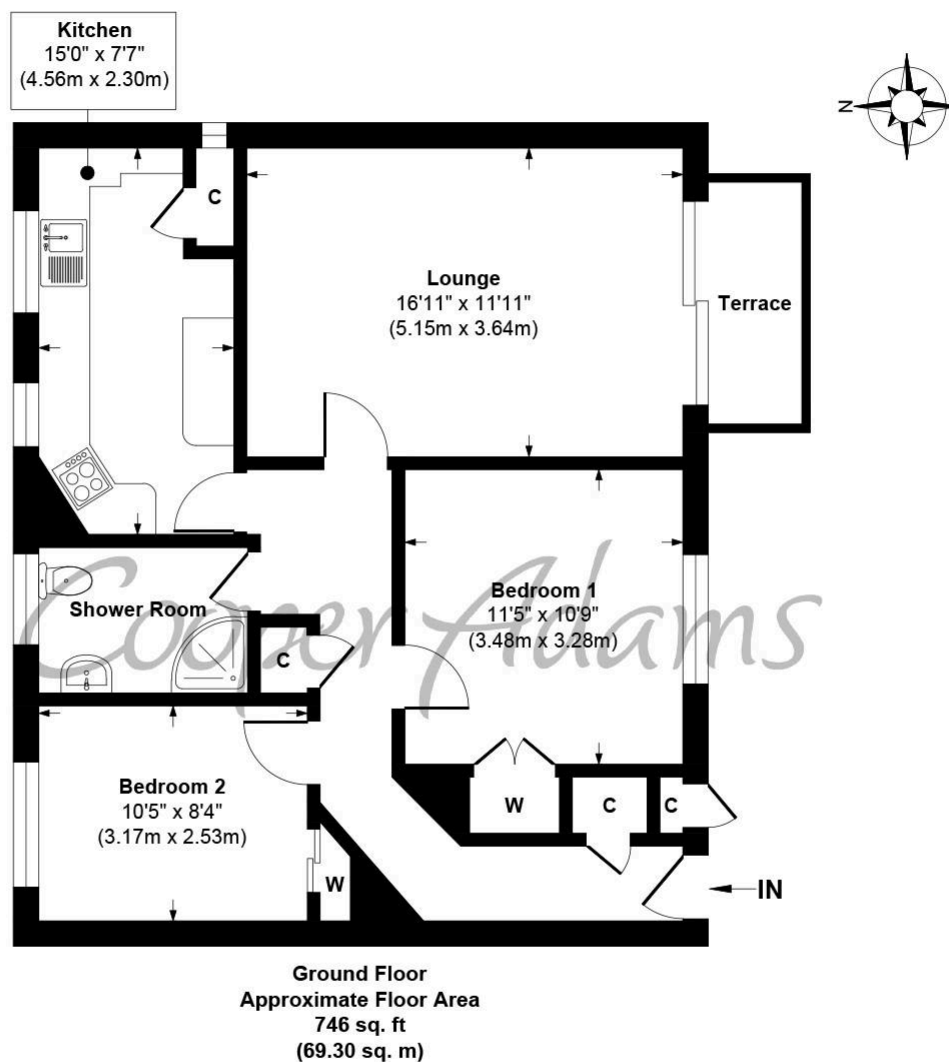 Kitchen
15'0" x 7'7"
(4.56m x 2.30m)
N
C
Lounge
16'11" x 11'11"
(5.15m x 3.64m)
Terrace
Shower Room
Bedroom 1
11'5" x 10'9"
(3.48m x 3.28m)
Cooper Adams
C
Bedroom 2
10'5" x 8'4"
(3.17m x 2.53m)
W
C
C
W
IN
Ground Floor
Approximate Floor Area
746 sq. ft
(69.30 sq. m)